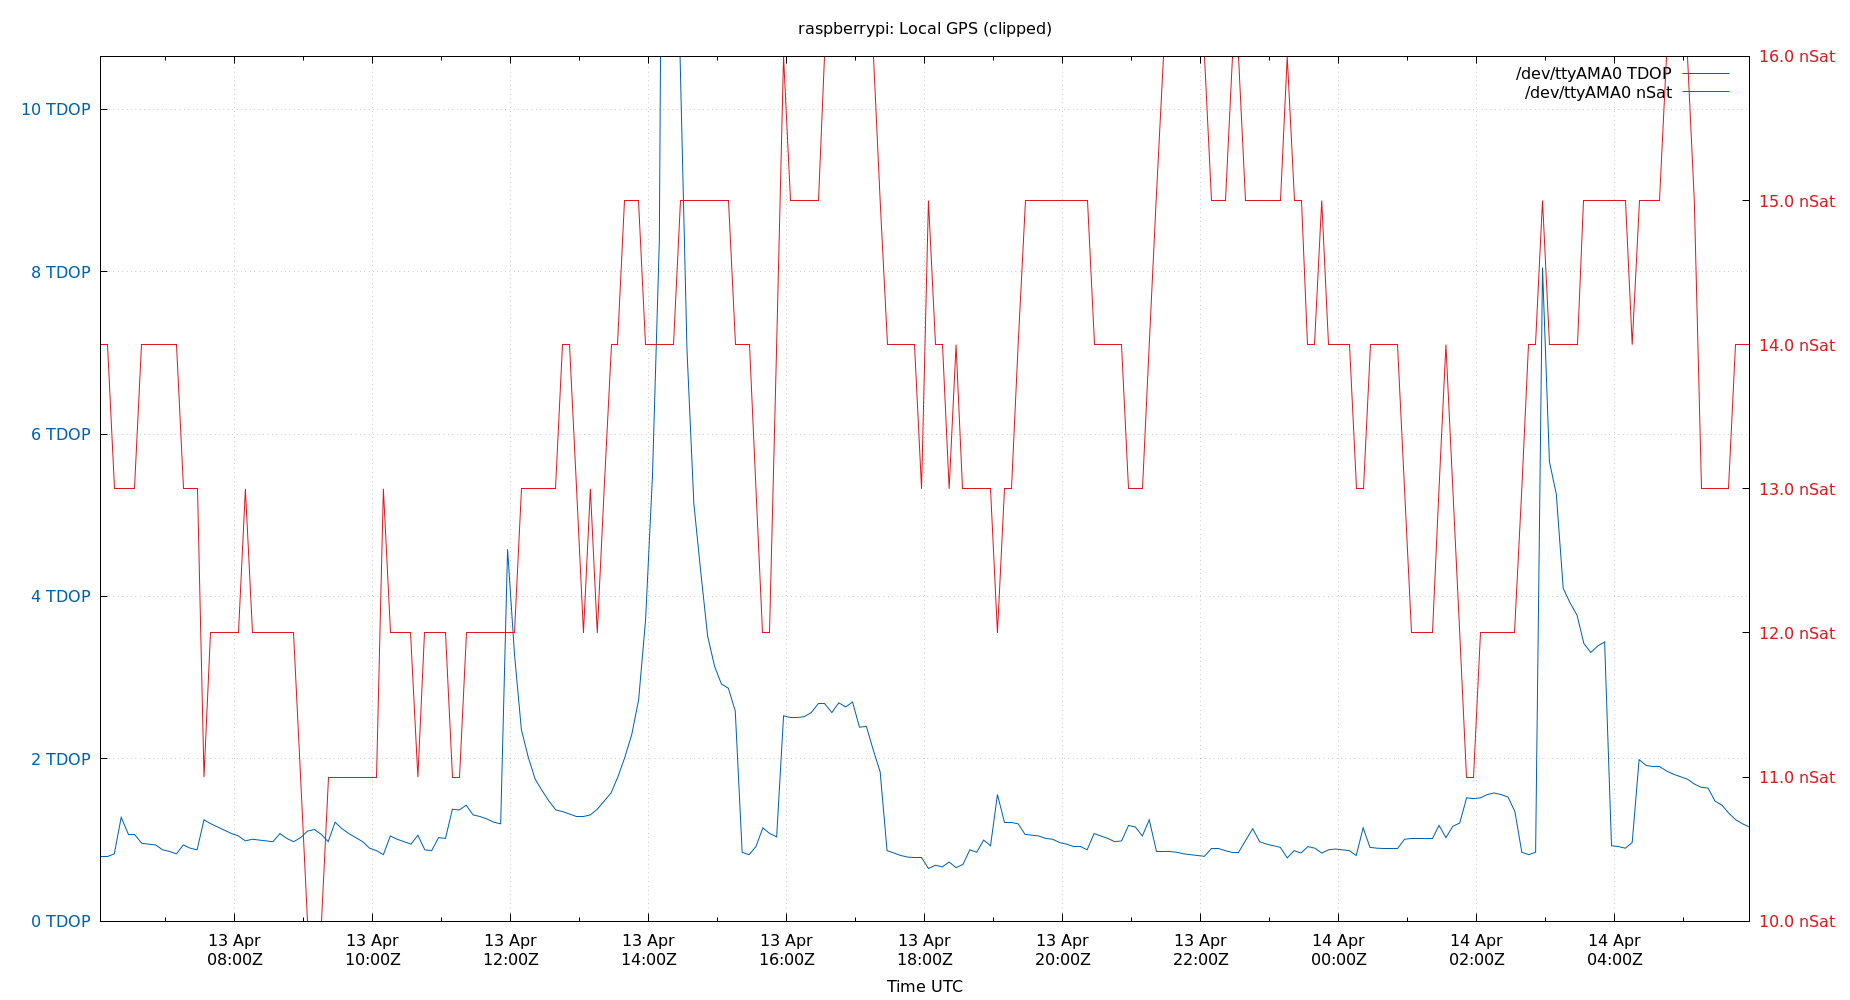 raspberrypi: Local GPS (clipped)
/dev/ttyAMA0 TDOP
/dev/ttyAMA0 nSat
10 TDOP
8 TDOP
6 TDOP
4 TDOP
2 TDOP
0 TDOP
16.0 nSat
15.0 nSat
14.0 nSat
13.0 nSat
12.0 nSat
11.0 nSat
10.0 nSat
13 Apr
08:00Z
13 Apr
10:00Z
13 Apr
12:00Z
13 Apr
14:00Z
13 Apr
16:00Z
13 Apr
18:00Z
13 Apr
20:00Z
13 Apr
22:00Z
14 Apr
00:00Z
14 Apr
02:00Z
14 Apr
04:00Z
Time UTC